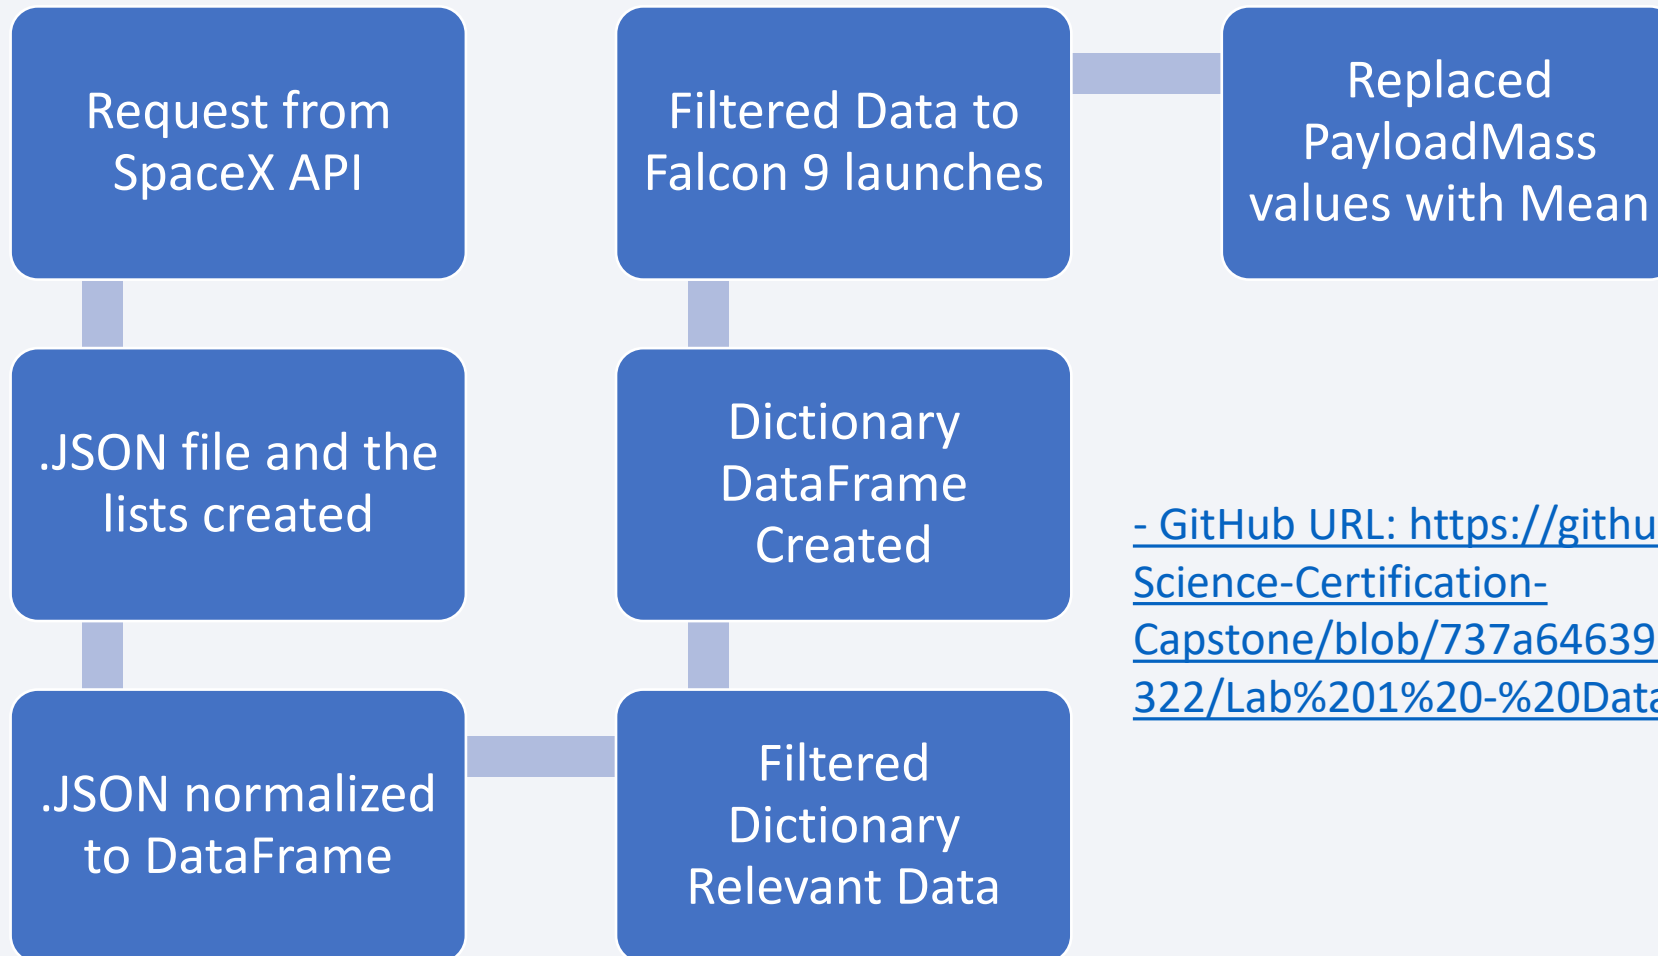 Request from
SpaceX API
.JSON file and the
lists created
.JSON normalized
to DataFrame
Filtered
Dictionary
Relevant Data
Dictionary
DataFrame
Created
Filtered Data to
Falcon 9 launches
Replaced
PayloadMass
values with Mean
- GitHub URL: https://githu
Science-Certification-
Capstone/blob/737a64639
322/Lab%201%20-%20Data